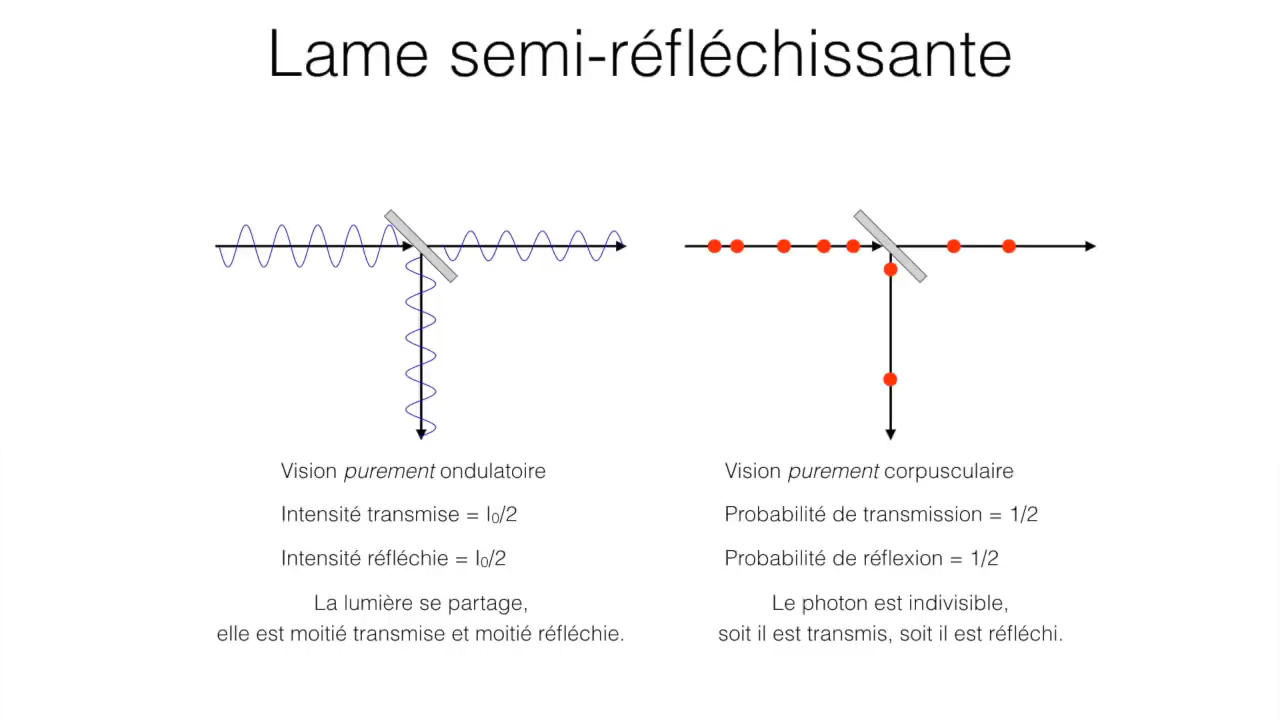 Lame semi-réfléchissante
Vision purement ondulatoire
Intensité transmise = I₀/2
Intensité réfléchie = I₀/2
La lumière se partage,
elle est moitié transmise et moitié réfléchie.
Vision purement corpusculaire
Probabilité de transmission = 1/2
Probabilité de réflexion = 1/2
Le photon est indivisible,
soit il est transmis, soit il est réfléchi.